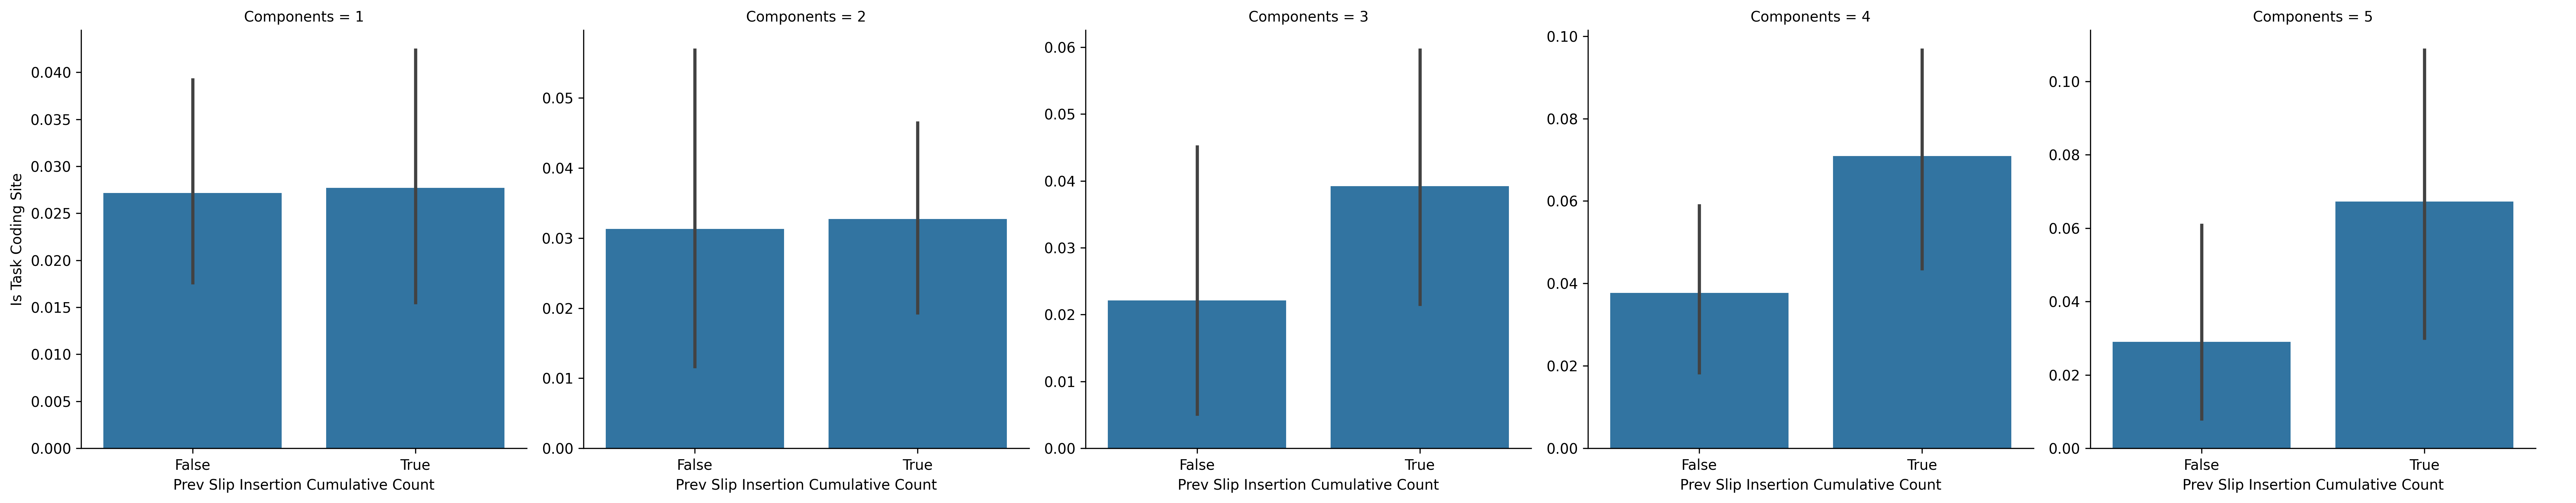 Components = 1
Components = 2
Components = 3
Components = 4
Components = 5
Is Task Coding Site
0.040
0.035
0.030
0.025
0.020
0.015
0.010
0.005
0.000
False
True
Prev Slip Insertion Cumulative Count
0.05
0.04
0.03
0.02
0.01
0.00
False
True
Prev Slip Insertion Cumulative Count
0.06
0.05
0.04
0.03
0.02
0.01
0.00
False
True
Prev Slip Insertion Cumulative Count
0.10
0.08
0.06
0.04
0.02
0.00
False
True
Prev Slip Insertion Cumulative Count
0.10
0.08
0.06
0.04
0.02
0.00
False
True
Prev Slip Insertion Cumulative Count